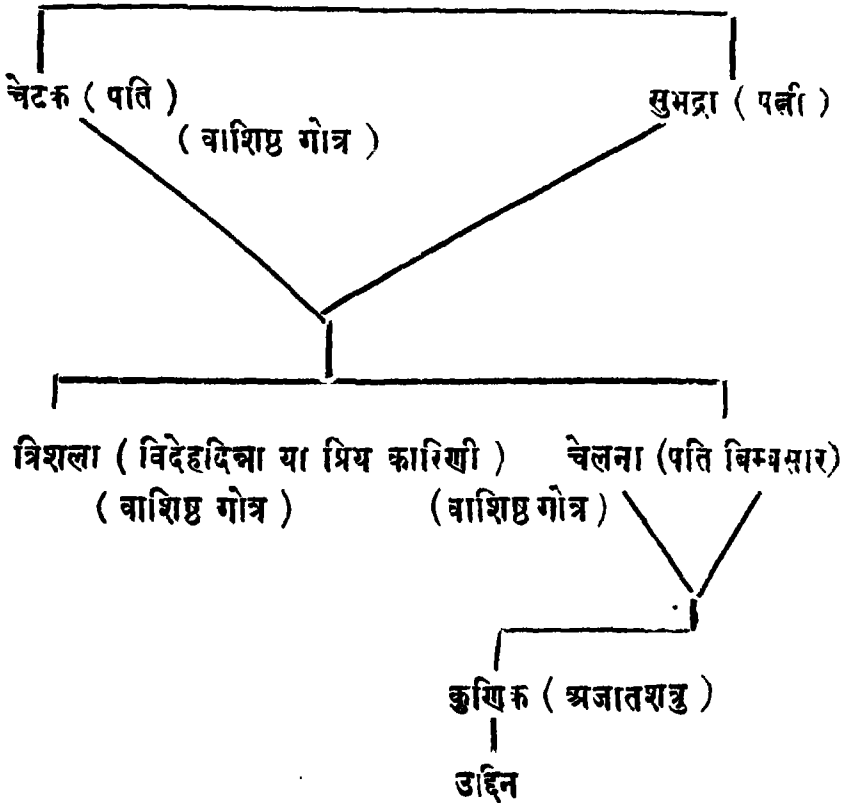 चेटक ( पति ) सुभद्रा ( पत्नी )
( वाशिष्ठ गोत्र )
त्रिशला ( विदेहदिन्ना या प्रिय कारिणी ) चेलना (पति बिम्बसार)
( वाशिष्ठ गोत्र ) (वाशिष्ठ गोत्र)
कुणिक ( अजातशत्रु )
उद्दिन